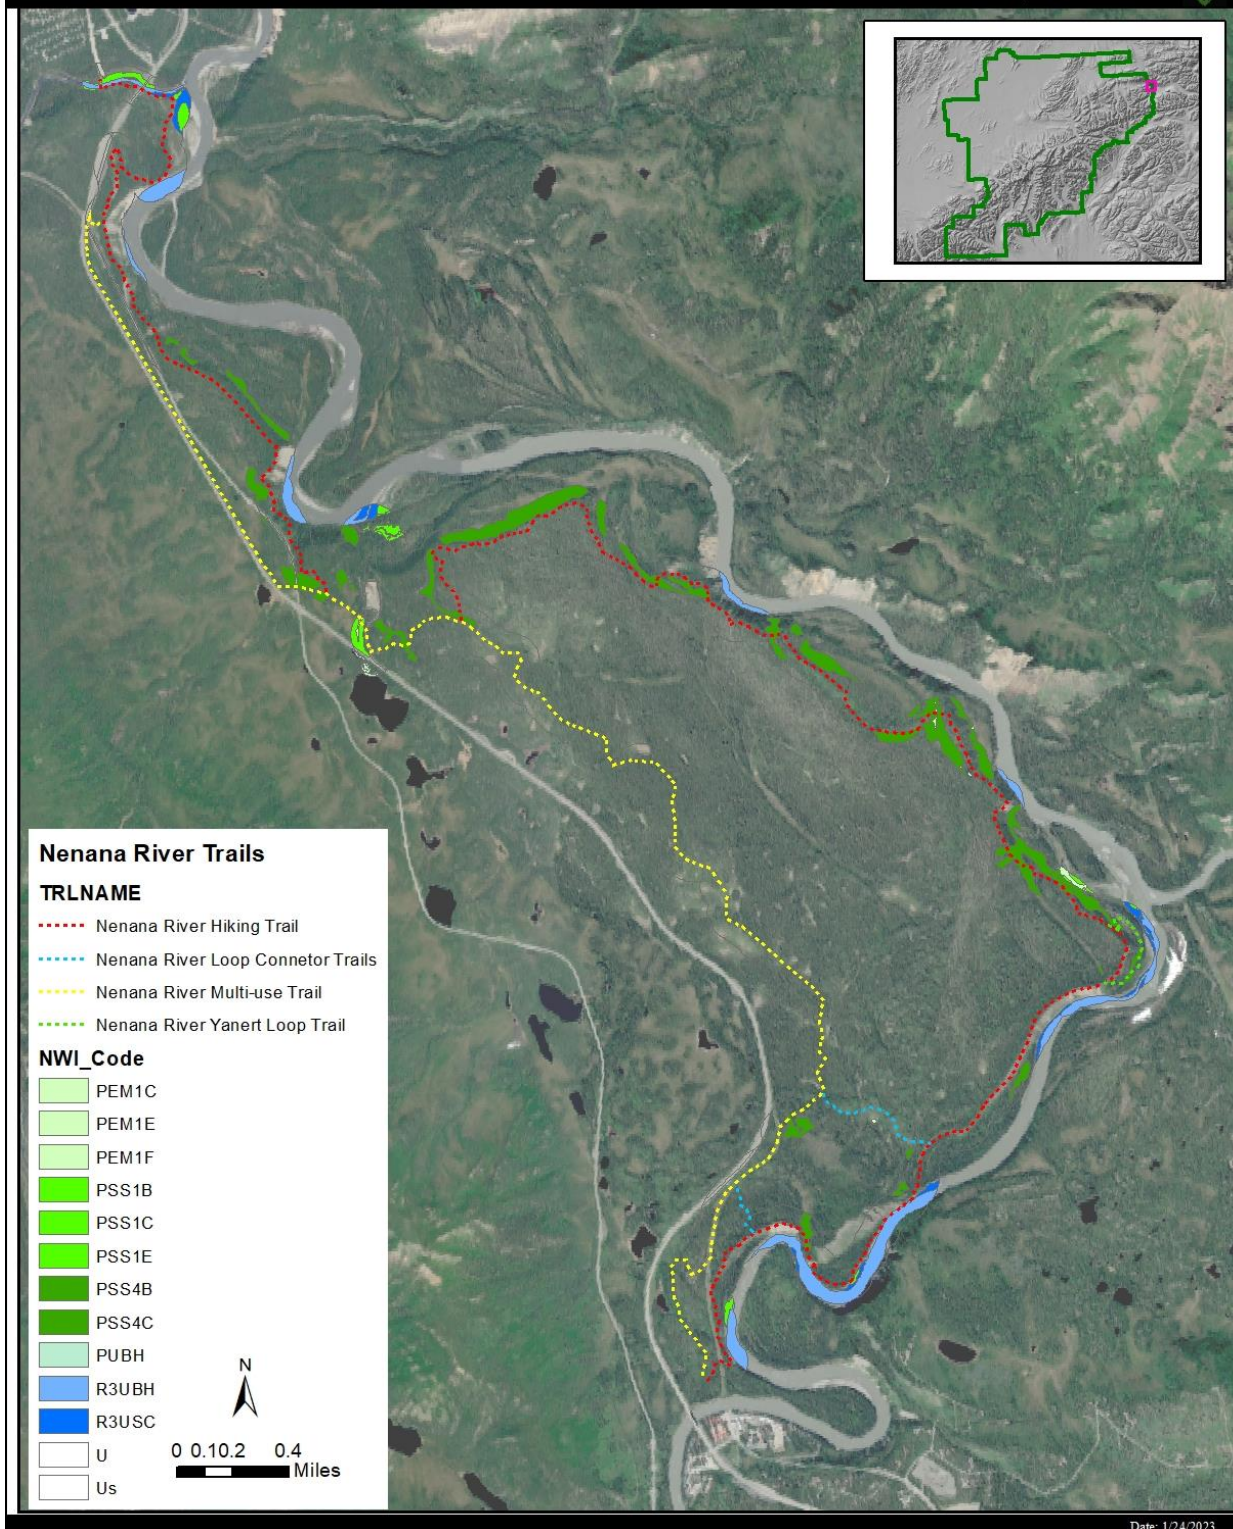 Nenana River Trails
TRLNAME
Nenana River Hiking Trail
Nenana River Loop Connetor Trails
Nenana River Multi-use Trail
Nenana River Yanert Loop Trail
NWI_Code
PEM1C
PEM1E
PEM1F
PSS1B
PSS1C
PSS1E
PSS4B
PSS4C
PUBH
R3UBH
R3USC
U
Us
N
0 0.10.2 0.4
Miles
Date: 1/24/2023